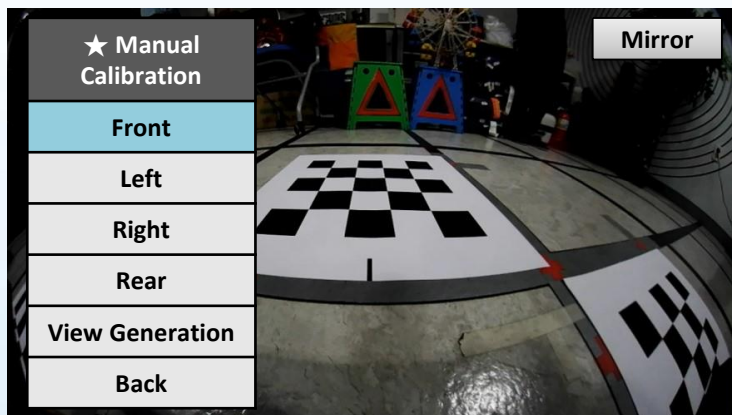 ★ Manual
Calibration
Front
Left
Right
Rear
View Generation
Back
Mirror